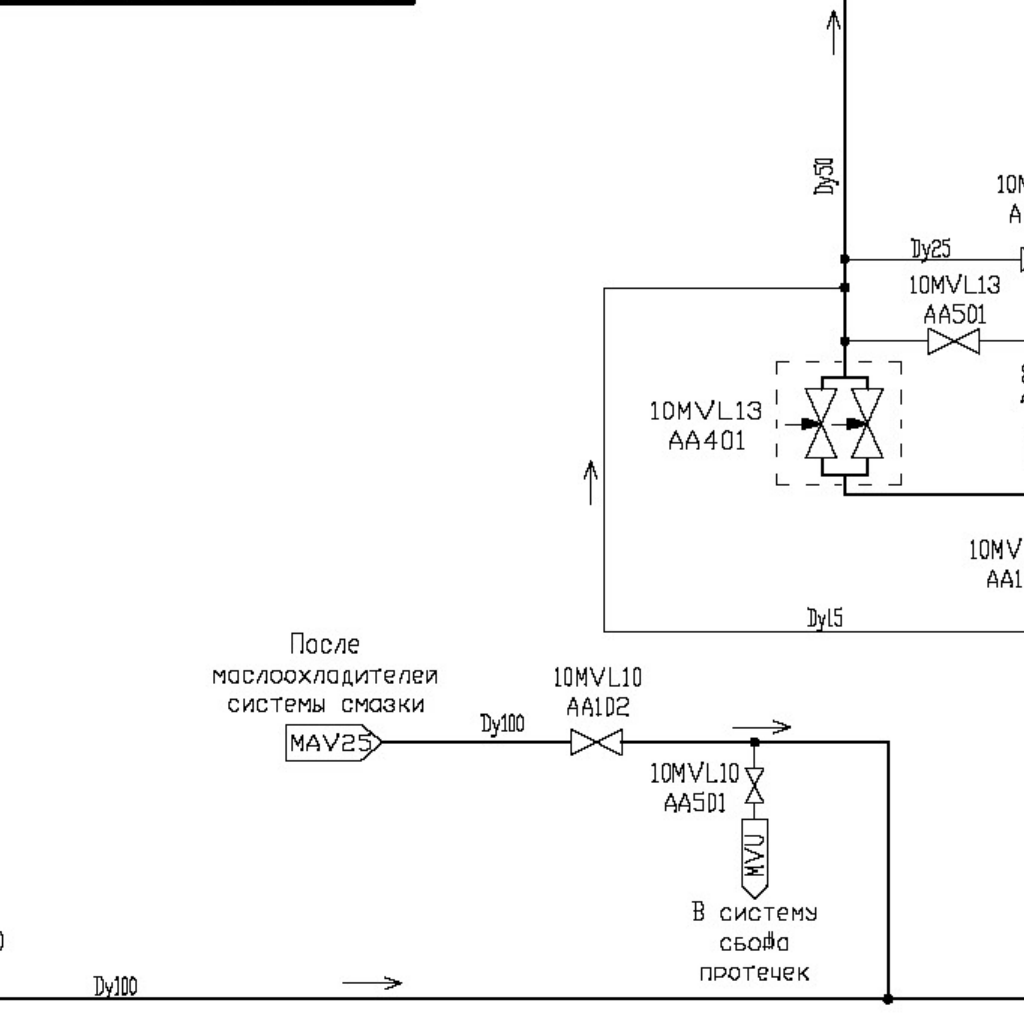 Dy50
10M
A
Dy25
10MVL13
AA501
10MVL13
AA401
10MV
AA1
Dy15
После
маслоохладителей
системы смазки
MAV25
Dy100
10MVL10
AA102
10MVL10
AA501
MVU
В систему
сбора
протечек
Dy100